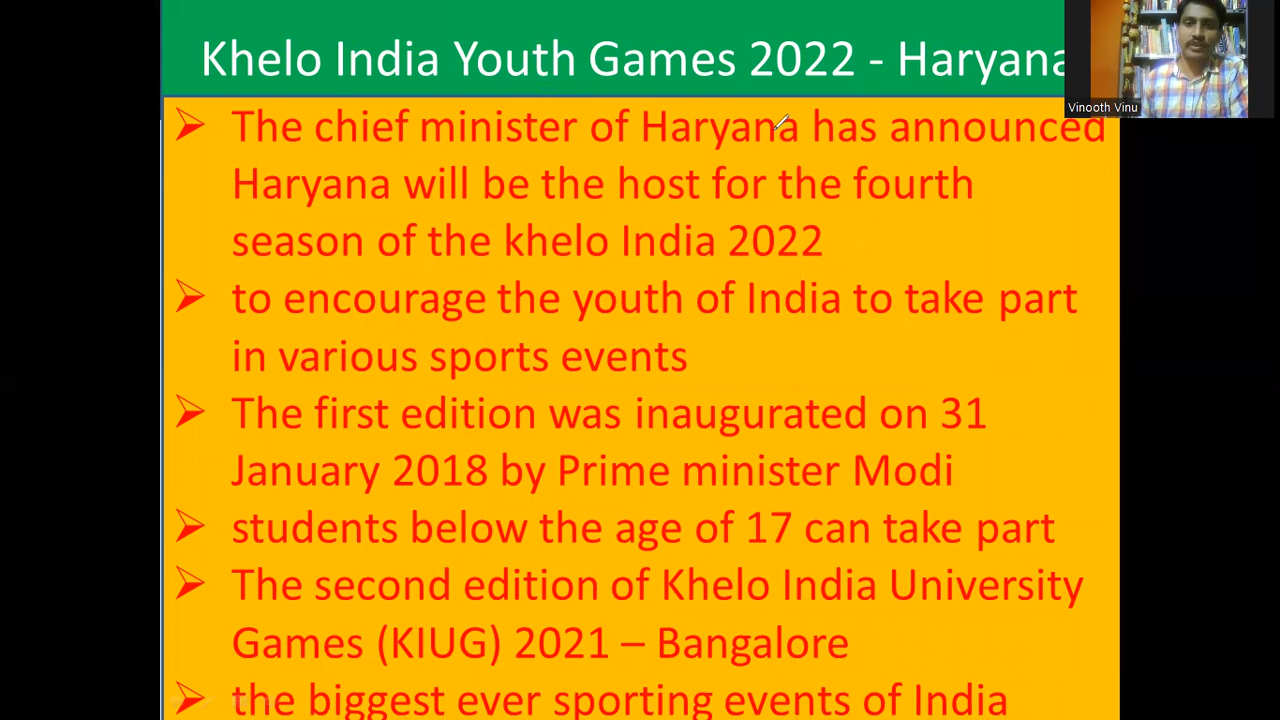 Khelo India Youth Games 2022 - Haryana
Vinooth Vinu
➢ The chief minister of Haryana has announced
Haryana will be the host for the fourth
season of the khelo India 2022
➢ to encourage the youth of India to take part
in various sports events
➢ The first edition was inaugurated on 31
January 2018 by Prime minister Modi
➢ students below the age of 17 can take part
➢ The second edition of Khelo India University
Games (KIUG) 2021 – Bangalore
➢ the biggest ever sporting events of India